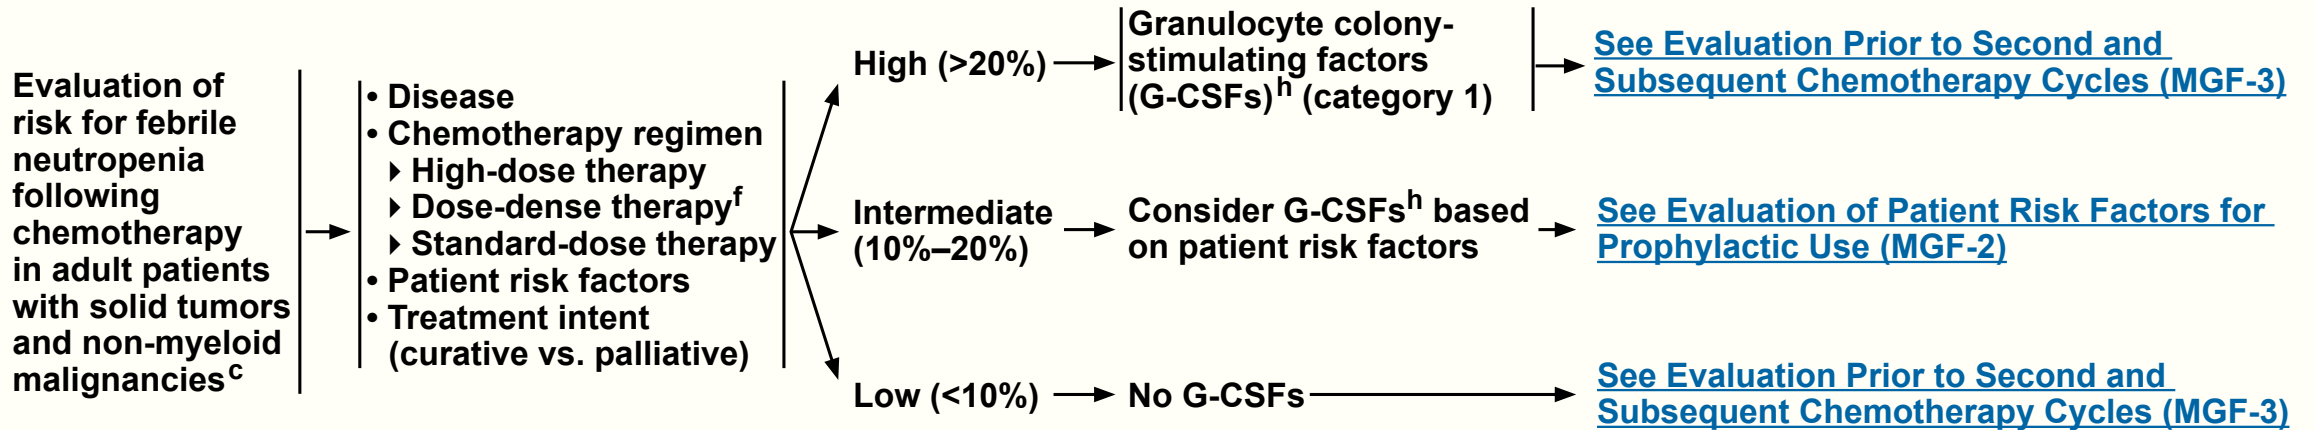 Evaluation of
risk for febrile
neutropenia
following
chemotherapy
in adult patients
with solid tumors
and non-myeloid
malignancies c
• Disease
• Chemotherapy regimen
▸ High-dose therapy
▸ Dose-dense therapy f
▸ Standard-dose therapy
• Patient risk factors
• Treatment intent
(curative vs. palliative)
High (>20%)
Granulocyte colony-
stimulating factors
(G-CSFs) h (category 1)
See Evaluation Prior to Second and
Subsequent Chemotherapy Cycles (MGF-3)
Intermediate
(10%–20%)
Consider G-CSFs h based
on patient risk factors
See Evaluation of Patient Risk Factors for
Prophylactic Use (MGF-2)
Low (<10%)
No G-CSFs
See Evaluation Prior to Second and
Subsequent Chemotherapy Cycles (MGF-3)